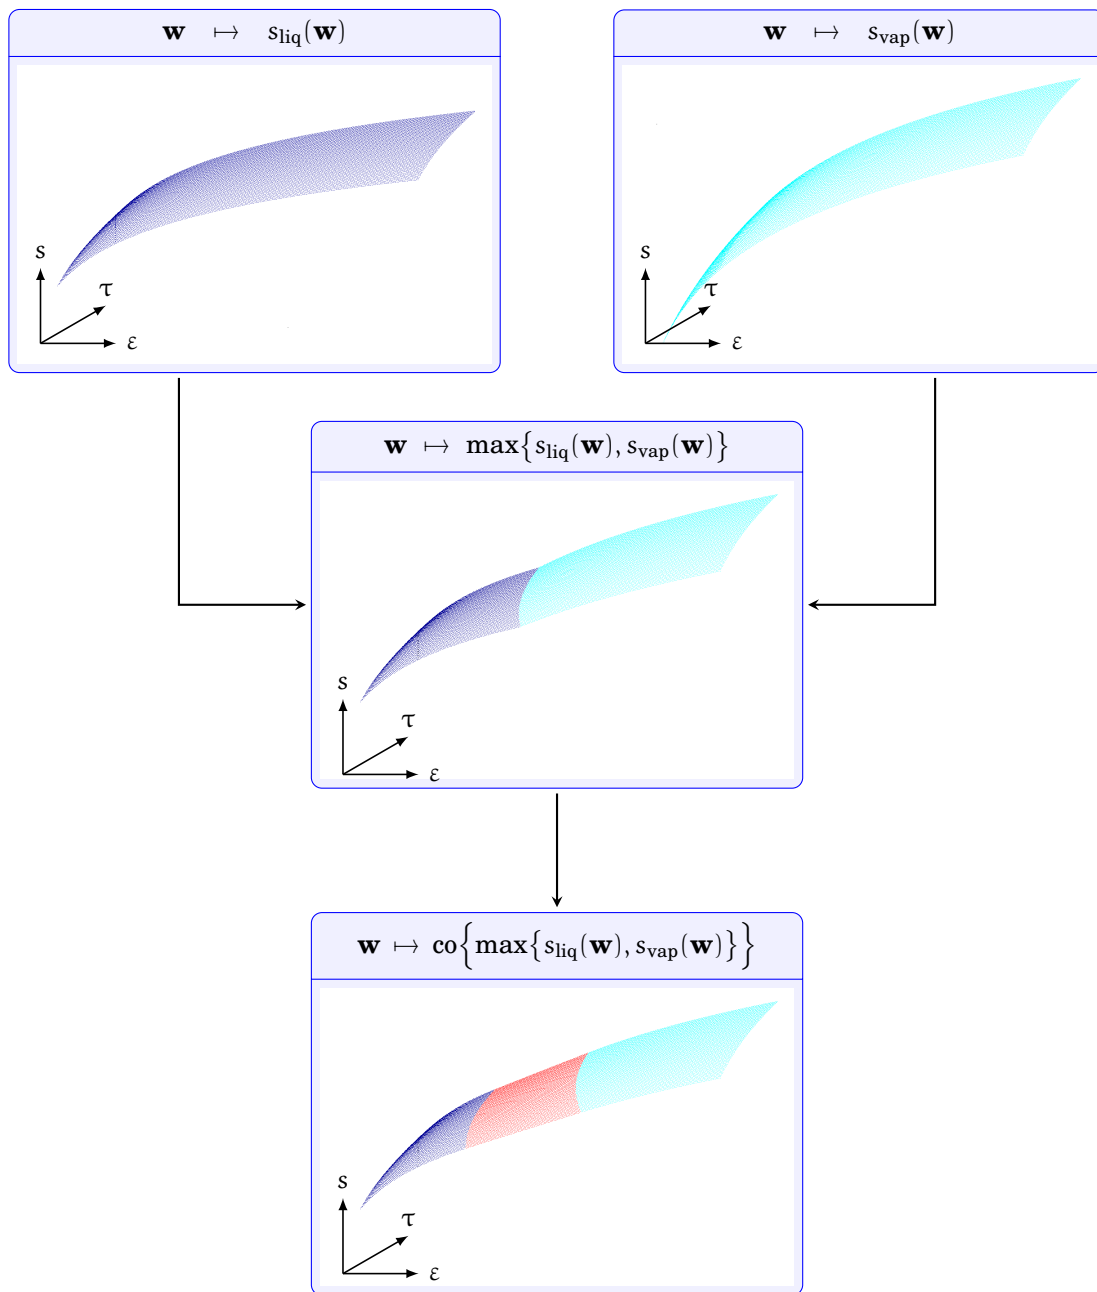 𝐰 ↦ s_liq(𝐰)
s
τ
ε
𝐰 ↦ s_vap(𝐰)
s
τ
ε
𝐰 ↦ max{s_liq(𝐰), s_vap(𝐰)}
s
τ
ε
𝐰 ↦ co{max{s_liq(𝐰), s_vap(𝐰)}}
s
τ
ε